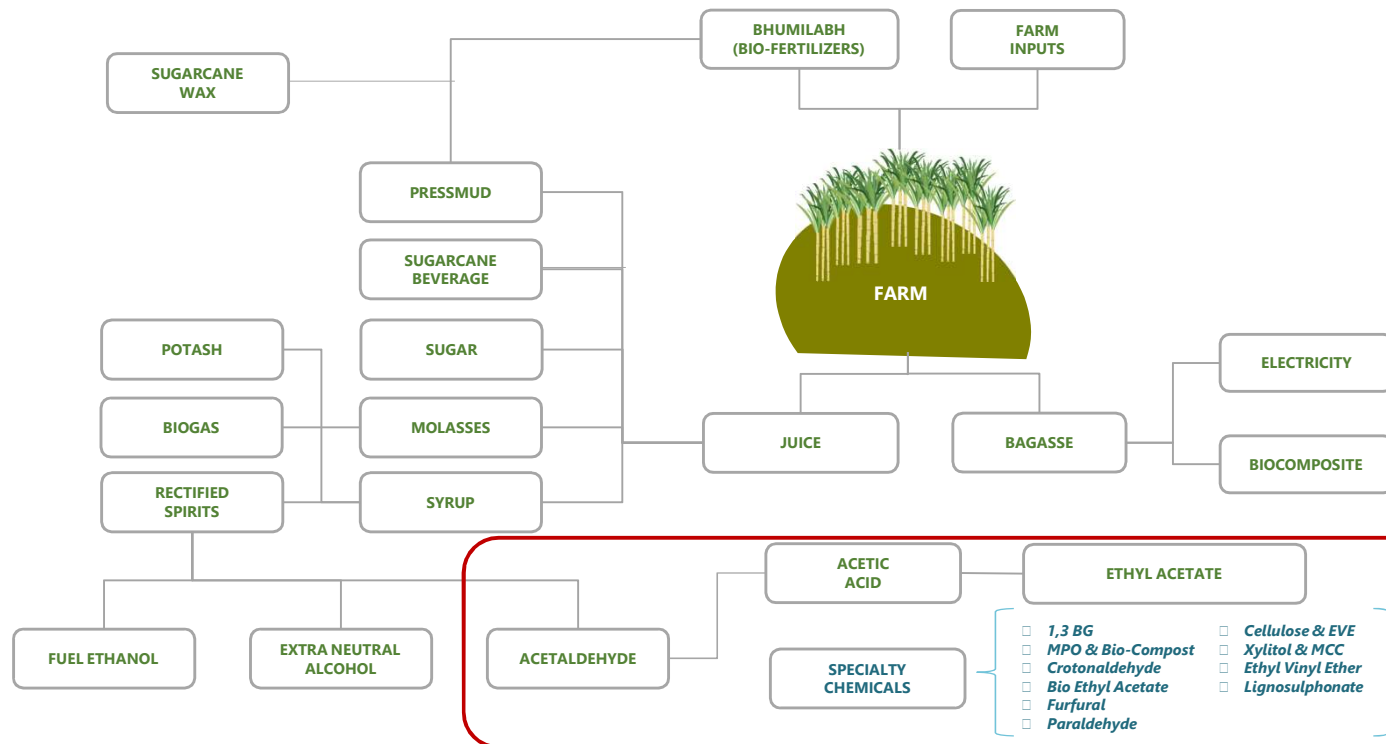 BHUMILABH
(BIO-FERTILIZERS)
FARM
INPUTS
SUGARCANE
WAX
PRESSMUD
SUGARCANE
BEVERAGE
FARM
POTASH
SUGAR
ELECTRICITY
BIOGAS
MOLASSES
JUICE
BAGASSE
BIOCOMPOSITE
RECTIFIED
SPIRITS
SYRUP
ACETIC
ACID
ETHYL ACETATE
FUEL ETHANOL
EXTRA NEUTRAL
ALCOHOL
ACETALDEHYDE
SPECIALTY
CHEMICALS
1,3 BG
MPO & Bio-Compost
Crotonaldehyde
Bio Ethyl Acetate
Furfural
Paraldehyde
Cellulose & EVE
Xylitol & MCC
Ethyl Vinyl Ether
Lignosulphonate